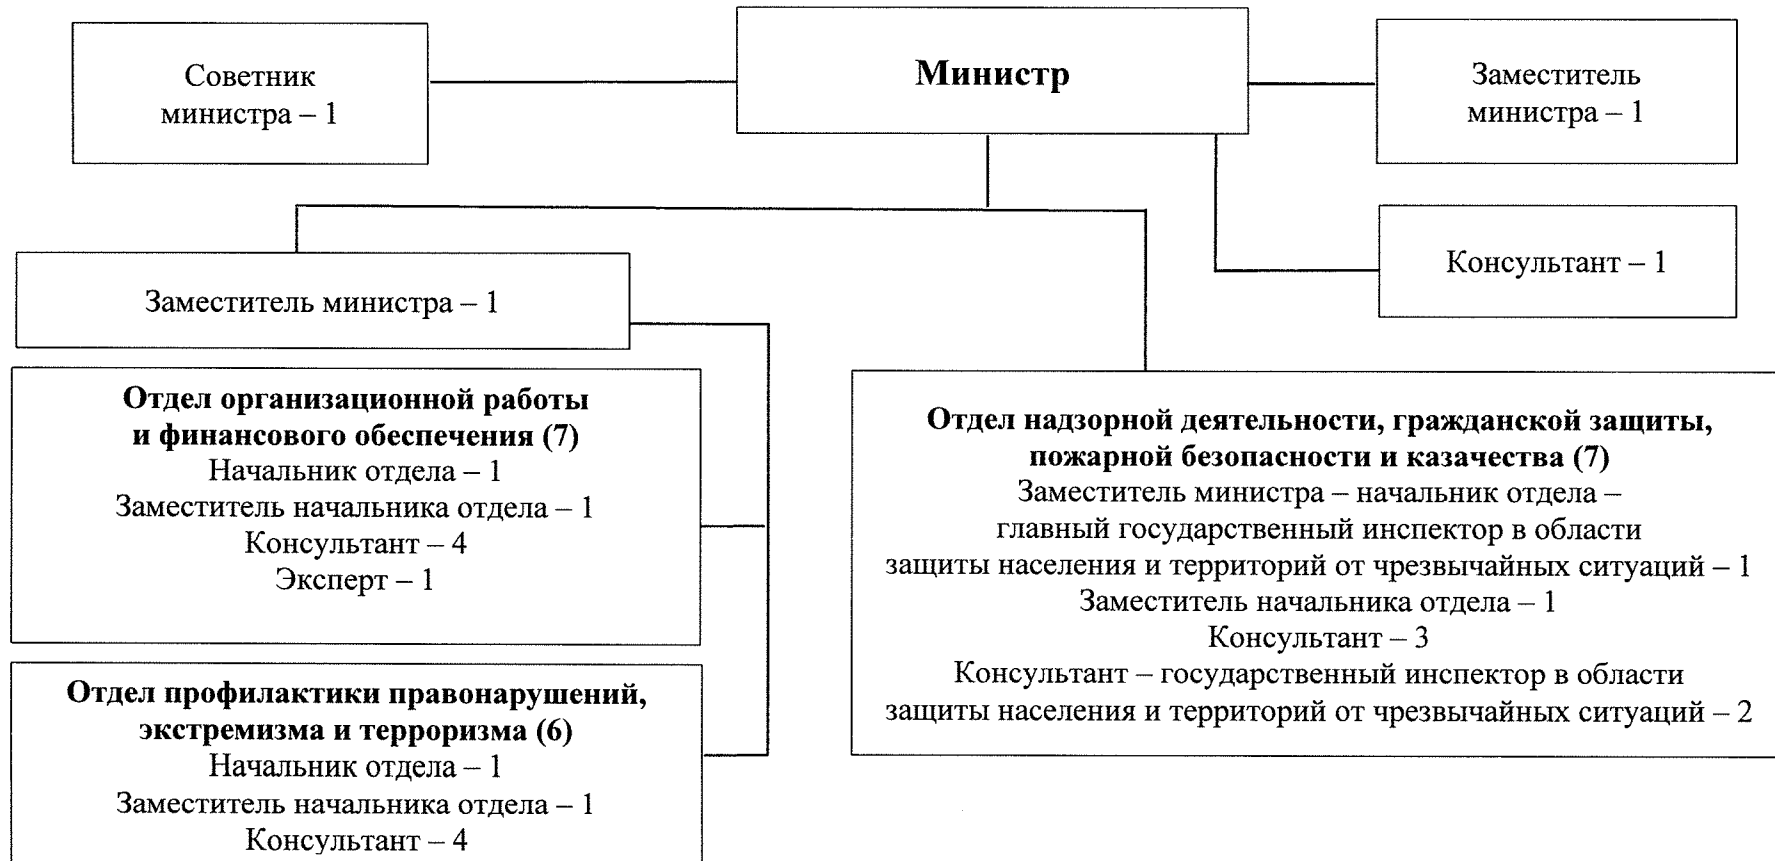 Советник
министра – 1
Министр
Заместитель
министра – 1
Консультант – 1
Заместитель министра – 1
Отдел организационной работы
и финансового обеспечения (7)
Начальник отдела – 1
Заместитель начальника отдела – 1
Консультант – 4
Эксперт – 1
Отдел профилактики правонарушений,
экстремизма и терроризма (6)
Начальник отдела – 1
Заместитель начальника отдела – 1
Консультант – 4
Отдел надзорной деятельности, гражданской защиты,
пожарной безопасности и казачества (7)
Заместитель министра – начальник отдела –
главный государственный инспектор в области
защиты населения и территорий от чрезвычайных ситуаций – 1
Заместитель начальника отдела – 1
Консультант – 3
Консультант – государственный инспектор в области
защиты населения и территорий от чрезвычайных ситуаций – 2